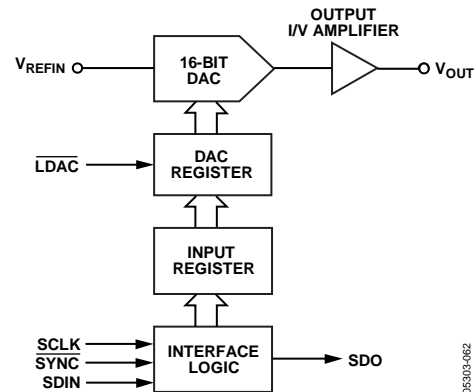 OUTPUT
I/V AMPLIFIER
VREFIN
16-BIT
DAC
VOUT
LDAC
DAC
REGISTER
INPUT
REGISTER
SCLK
SYNC
SDIN
INTERFACE
LOGIC
SDO
05303-062